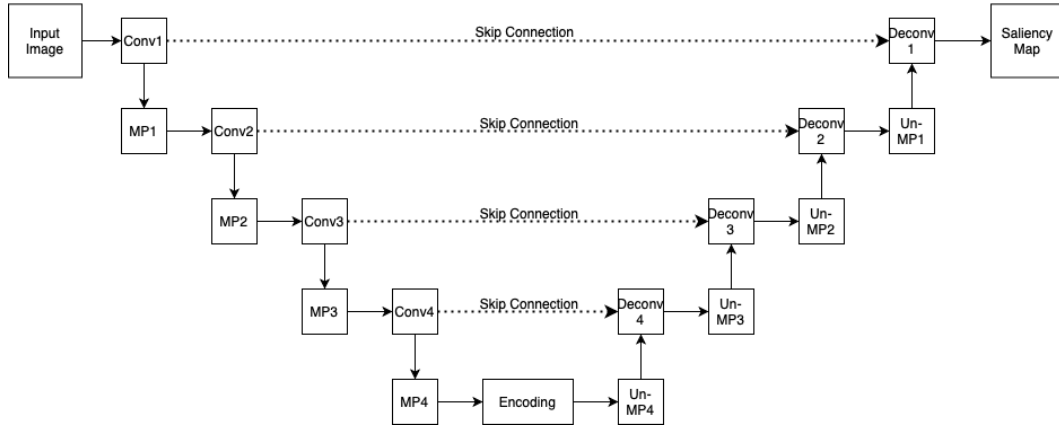 Input
Image
Conv1
Skip Connection
Deconv
1
Saliency
Map
MP1
Conv2
Skip Connection
Deconv
2
Un-
MP1
MP2
Conv3
Skip Connection
Deconv
3
Un-
MP2
MP3
Conv4
Skip Connection
Deconv
4
Un-
MP3
MP4
Encoding
Un-
MP4